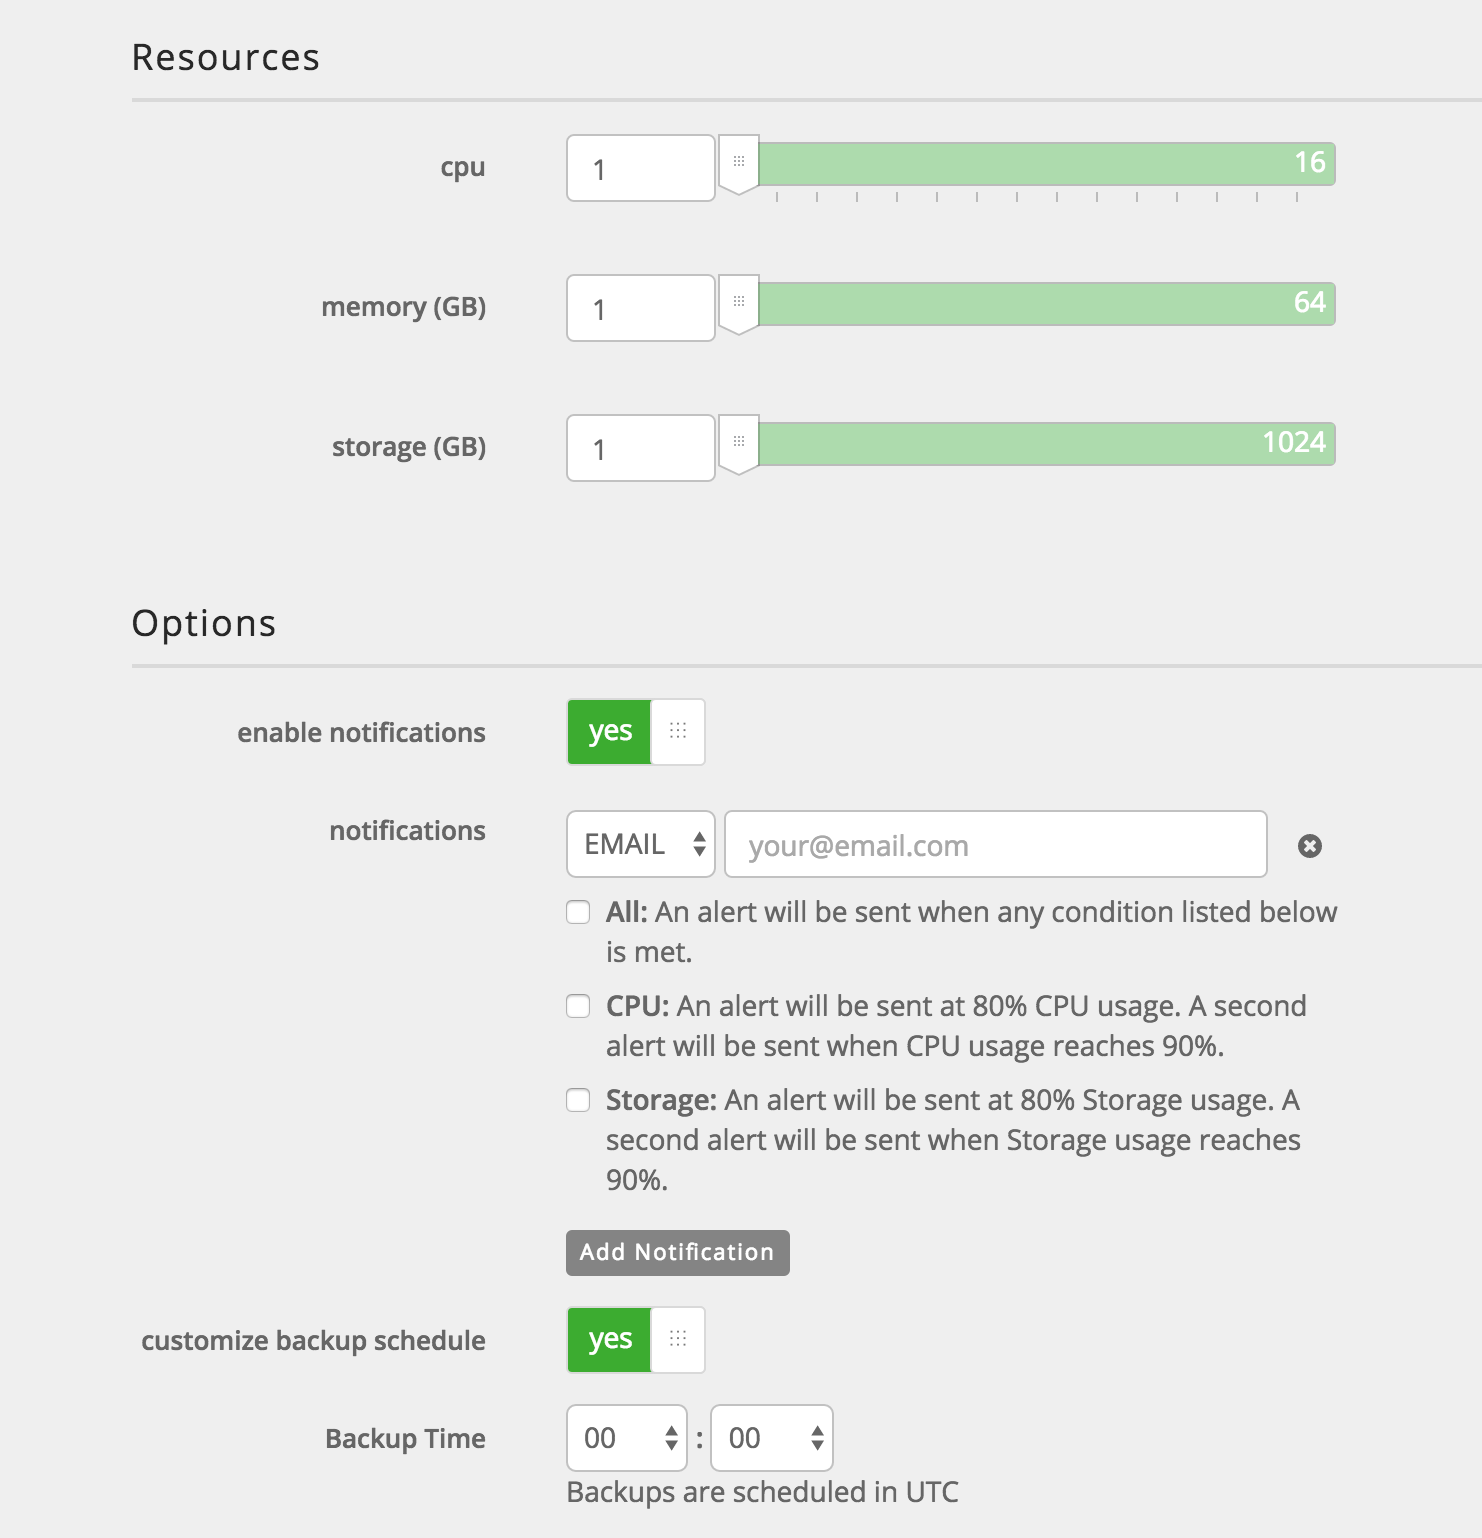 Resources
cpu 1 16
memory (GB) 1 64
storage (GB) 1 1024
Options
enable notifications yes
notifications EMAIL your@email.com
All: An alert will be sent when any condition listed below
is met.
CPU: An alert will be sent at 80% CPU usage. A second
alert will be sent when CPU usage reaches 90%.
Storage: An alert will be sent at 80% Storage usage. A
second alert will be sent when Storage usage reaches
90%.
Add Notification
customize backup schedule yes
Backup Time 00 : 00
Backups are scheduled in UTC